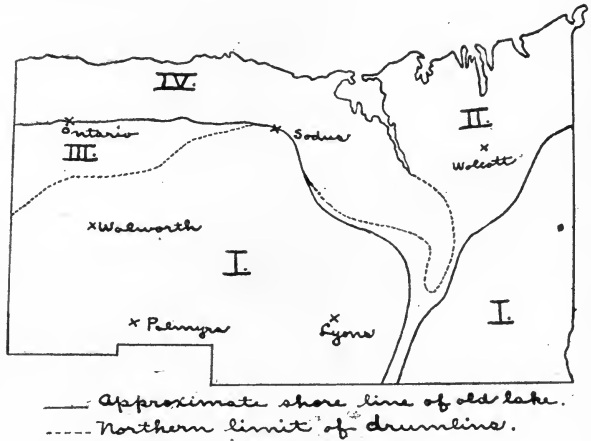 IV.
II.
Ontario
Sodus
III.
Wolcott
Walworth
I.
I.
Palmyra
Lyons
Approximate shore line of old lake.
Northern limit of drumlins.